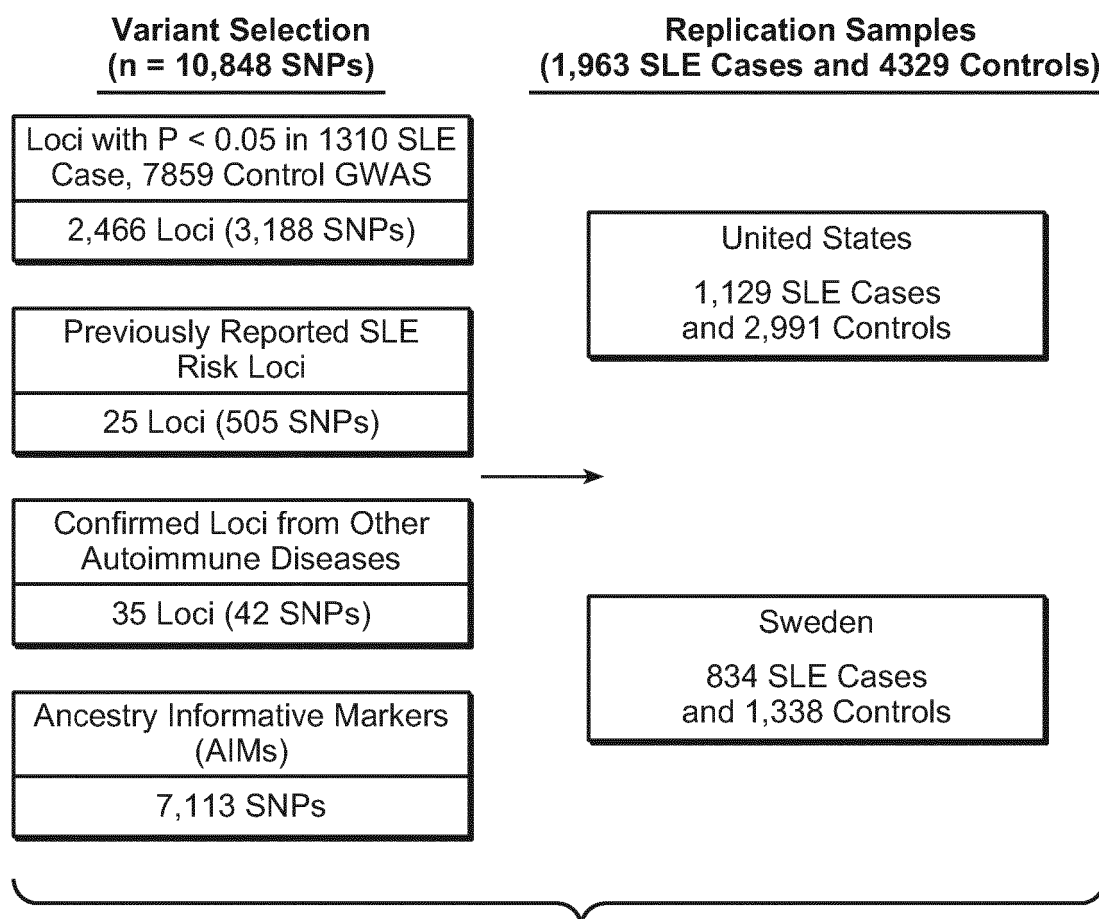 Variant Selection
(n = 10,848 SNPs)
Loci with P < 0.05 in 1310 SLE
Case, 7859 Control GWAS
2,466 Loci (3,188 SNPs)
Previously Reported SLE
Risk Loci
25 Loci (505 SNPs)
Confirmed Loci from Other
Autoimmune Diseases
35 Loci (42 SNPs)
Ancestry Informative Markers
(AIMs)
7,113 SNPs
Replication Samples
(1,963 SLE Cases and 4329 Controls)
United States
1,129 SLE Cases
and 2,991 Controls
Sweden
834 SLE Cases
and 1,338 Controls